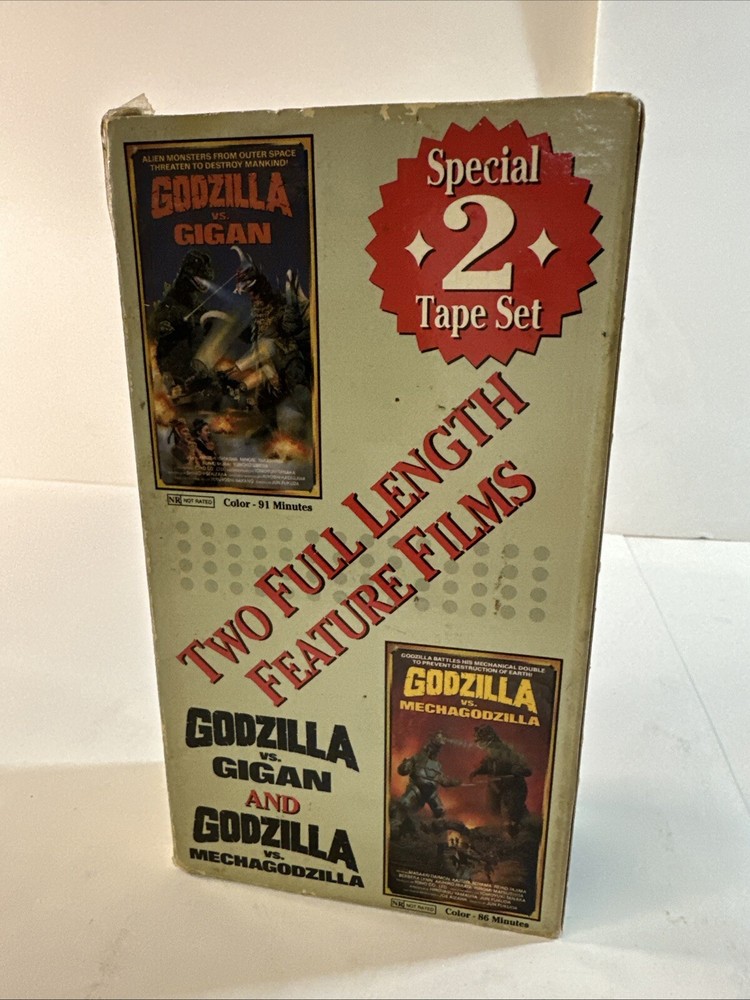 ALIEN MONSTERS FROM OUTER SPACE
THREATEN TO DESTROY MANKIND!
GODZILLA
VS.
GIGAN
NR NOT RATED
Color - 91 Minutes
Special
2
Tape Set
TWO FULL LENGTH
FEATURE FILMS
GODZILLA
VS.
GIGAN
AND
GODZILLA
VS.
MECHAGODZILLA
GODZILLA BATTLES HIS MECHANICAL DOUBLE
TO PREVENT DESTRUCTION OF EARTH!
GODZILLA
VS.
MECHAGODZILLA
NR NOT RATED
Color - 86 Minutes